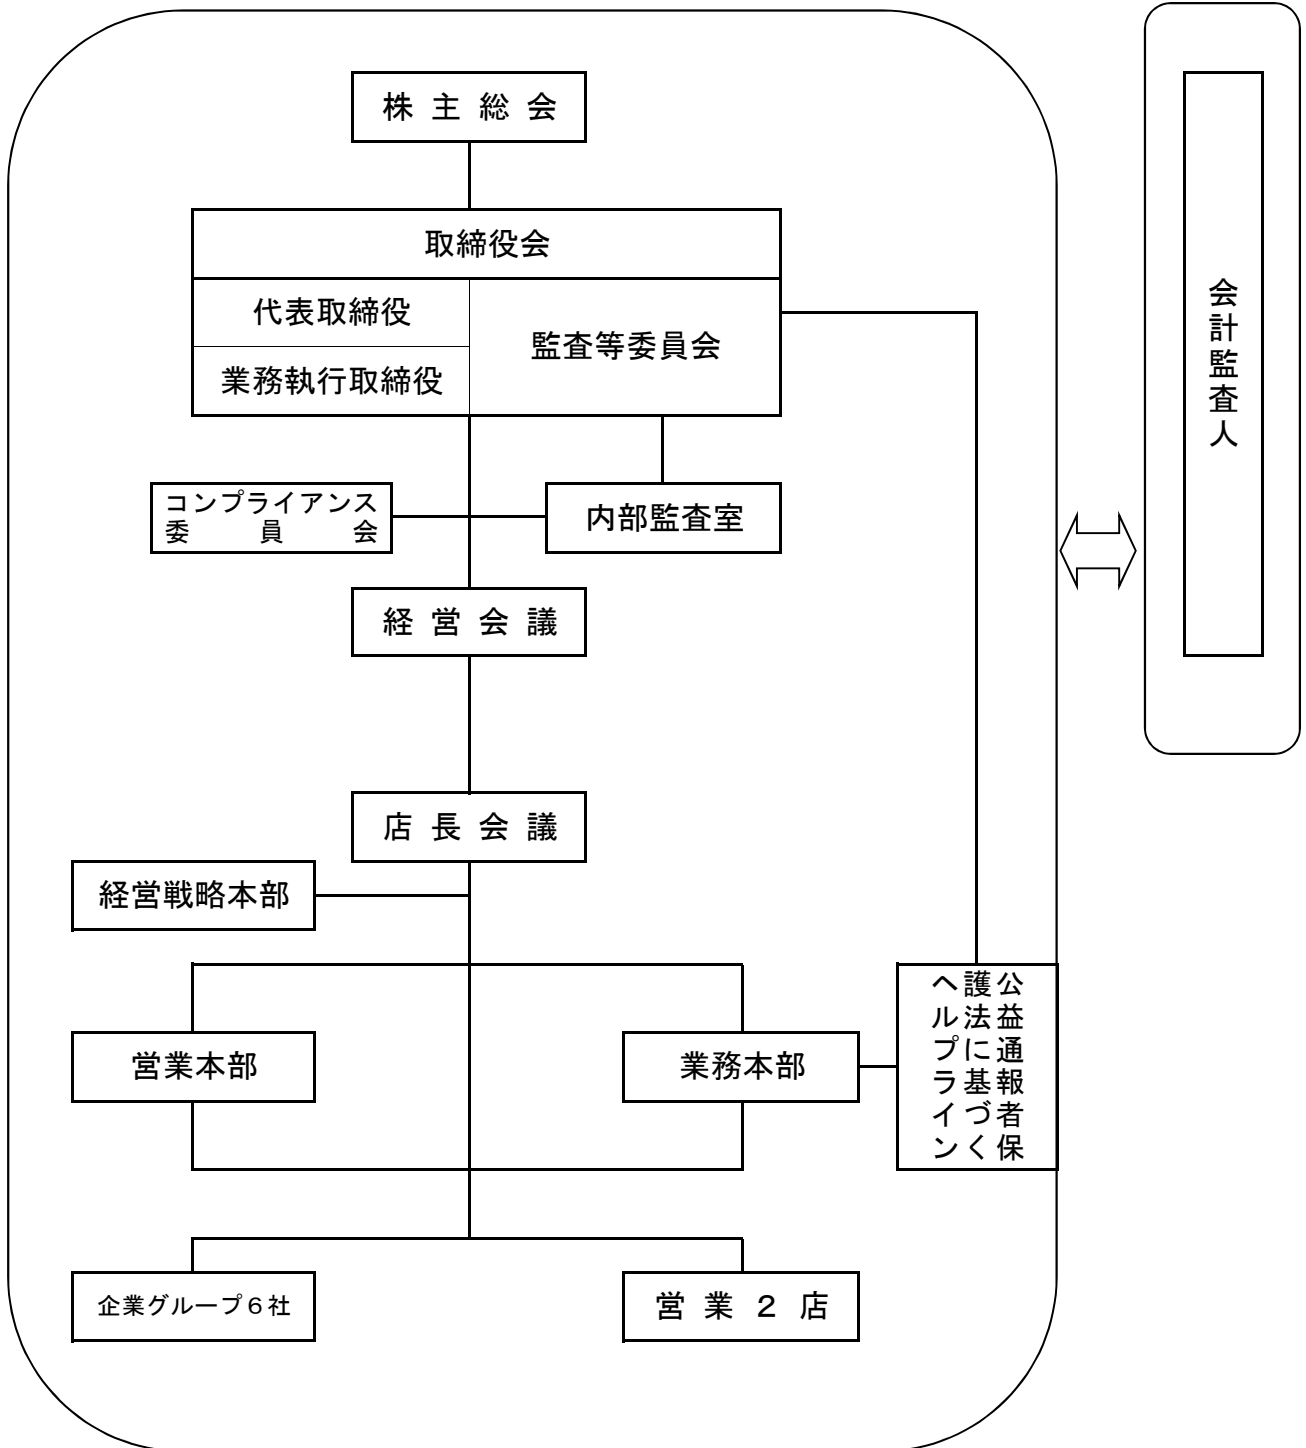 株主総会
取締役会
代表取締役
監査等委員会
業務執行取締役
コンプライアンス
委員会
内部監査室
経営会議
店長会議
経営戦略本部
営業本部
業務本部
公益通報者保
護法に基づく
ヘルプライン
企業グループ６社
営業２店
会計監査人